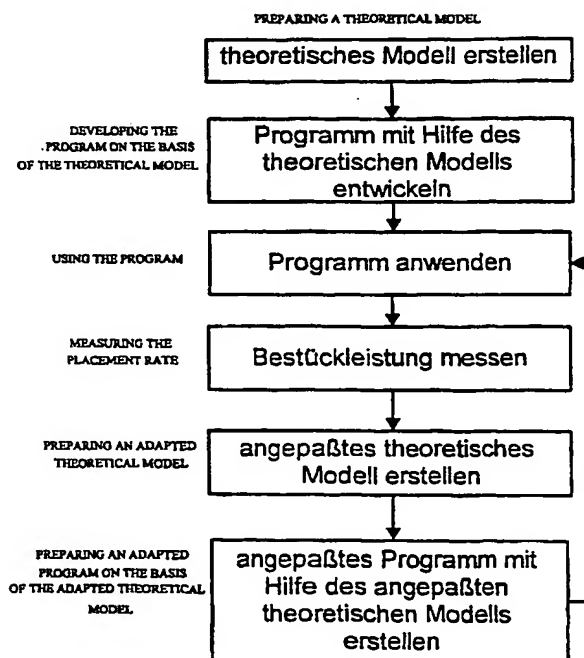 PREPARING A THEORETICAL MODEL
theoretisches Modell erstellen
DEVELOPING THE
.PROGRAM ON THE BASIS
OF THE THEORETICAL MODEL
Programm mit Hilfe des
theoretischen Modells
entwickeln
USING THE PROGRAM
Programm anwenden
MEASURING THE
PLACEMENT RATE
Bestückleistung messen
PREPARING AN ADAPTED
THEORETICAL MODEL
angepaßtes theoretisches
Modell erstellen
PREPARING AN ADAPTED
PROGRAM ON THE BASIS
OF THE ADAPTED THEORETICAL
MODEL
angepaßtes Programm mit
Hilfe des angepaßten
theoretischen Modells
erstellen